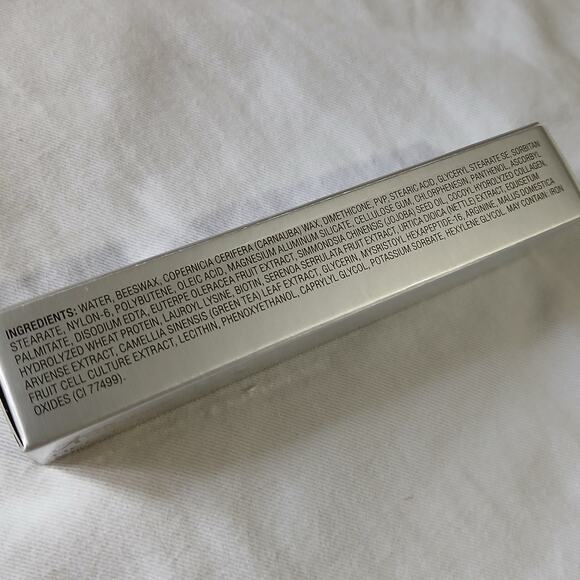 INGREDIENTS: WATER, BEESWAX, COPERNICIA CERIFERA (CARNAUBA) WAX, DIMETHICONE, PVP, STEARIC ACID, GLYCERYL STEARATE SE, SORBITAN
STEARATE, NYLON-6, POLYBUTENE, OLEIC ACID, MAGNESIUM ALUMINUM SILICATE, CELLULOSE GUM, CHLORPHENESIN, PANTHENOL, ASCORBYL
PALMITATE, DISODIUM EDTA, EUTERPE OLERACEA FRUIT EXTRACT, SIMMONDSIA CHINENSIS (JOJOBA) SEED OIL, COCOYL HYDROLYZED COLLAGEN,
HYDROLYZED WHEAT PROTEIN, LAUROYL LYSINE, BIOTIN, SERENOA SERRULATA FRUIT EXTRACT, URTICA DIOICA (NETTLE) EXTRACT, EQUISETUM
ARVENSE EXTRACT, CAMELLIA SINENSIS (GREEN TEA) LEAF EXTRACT, GLYCERIN, MYRISTOYL HEXAPEPTIDE-16, ARGININE, MALUS DOMESTICA
FRUIT CELL CULTURE EXTRACT, LECITHIN, PHENOXYETHANOL, CAPRYLYL GLYCOL, POTASSIUM SORBATE, HEXYLENE GLYCOL. MAY CONTAIN: IRON
OXIDES (CI 77499).